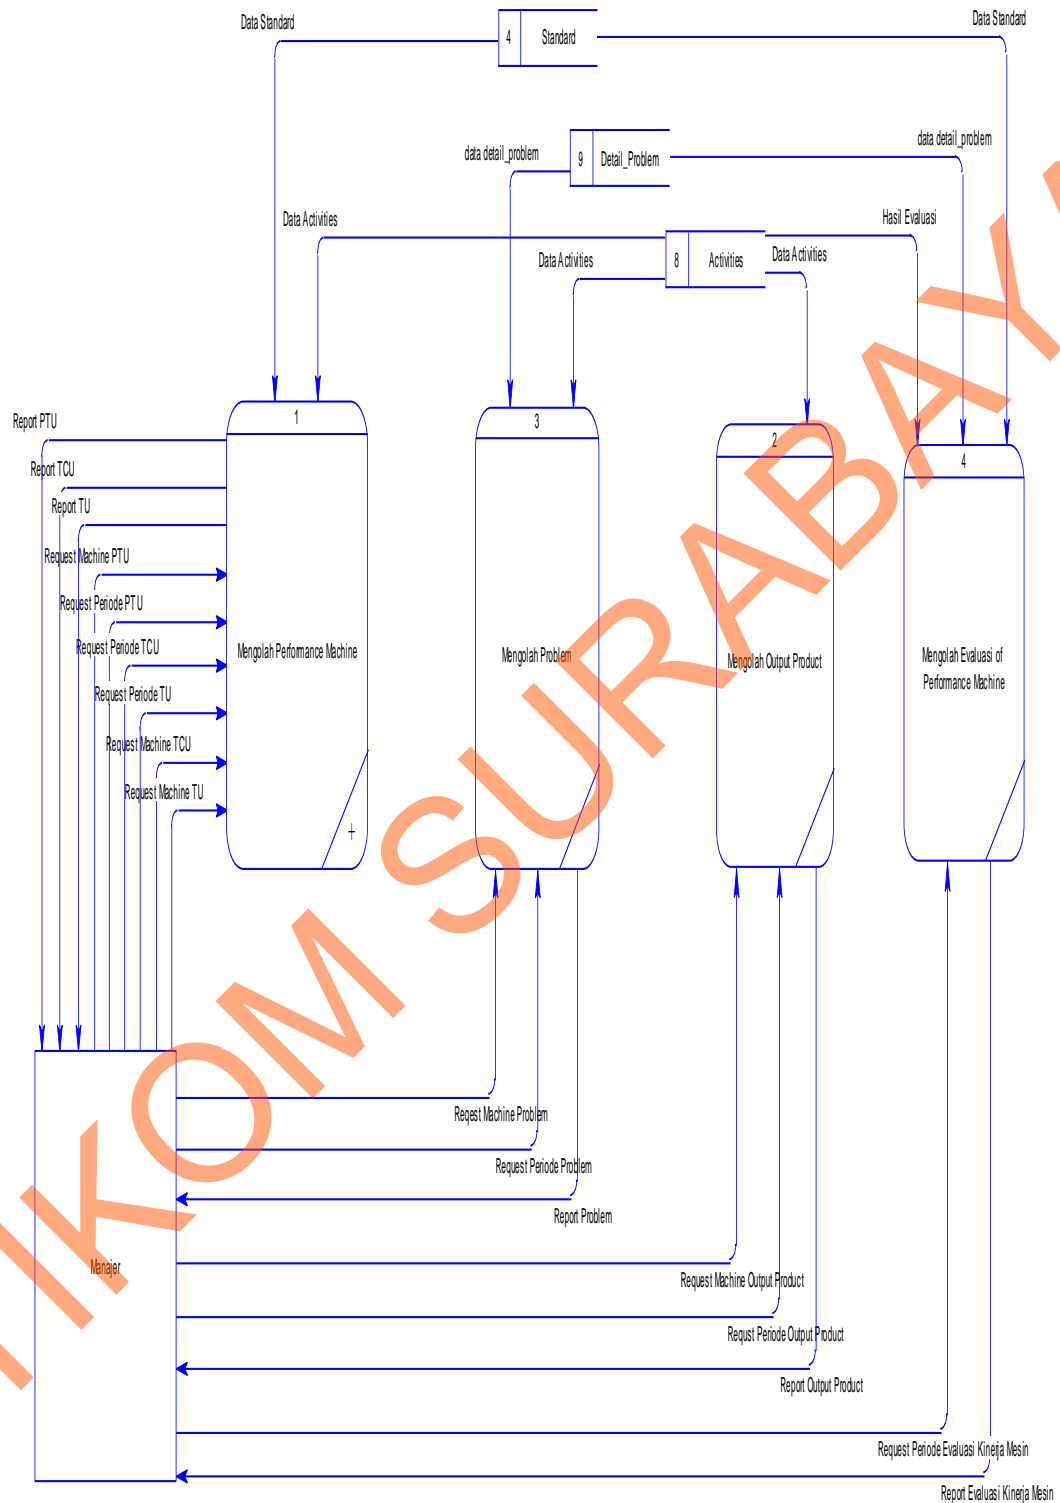 Data Standard
4 Standard
Data Standard
data detail_problem
9 Detail_Problem
data detail_problem
Data Activities
Hasil Evaluasi
Data Activities
8 Activities
Data Activities
1
3
2
4
Report PTU
Report TCU
Report TU
Request Machine PTU
Request Periode PTU
Request Periode TCU
Request Periode TU
Request Machine TCU
Request Machine TU
Mengolah Performance Machine
+
Mengolah Problem
Mengolah Output Product
Mengolah Evaluasi of
Performance Machine
Reqest Machine Problem
Request Periode Problem
Report Problem
Manajer
Request Machine Output Product
Requst Periode Output Product
Report Output Product
Request Periode Evaluasi Kinerja Mesin
Report Evaluasi Kinerja Mesin
IKOM SURABAYA